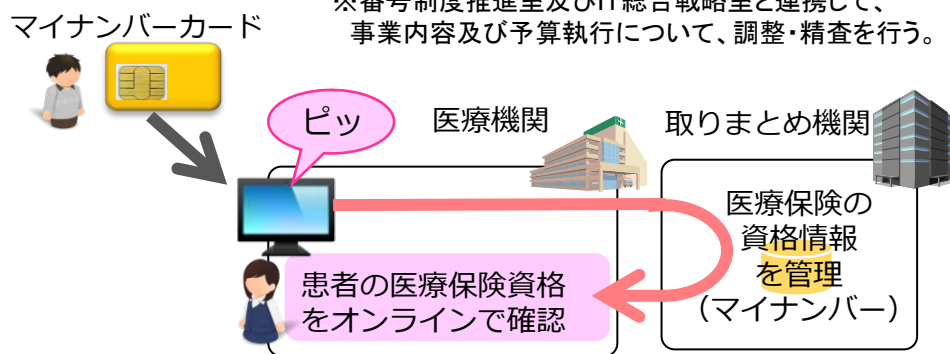 ※番号制度推進室及びIT総合戦略室と連携して、
事業内容及び予算執行について、調整・精査を行う。
マイナンバーカード
ピッ
医療機関
取りまとめ機関
医療保険の
資格情報
を管理
(マイナンバー)
患者の医療保険資格
をオンラインで確認